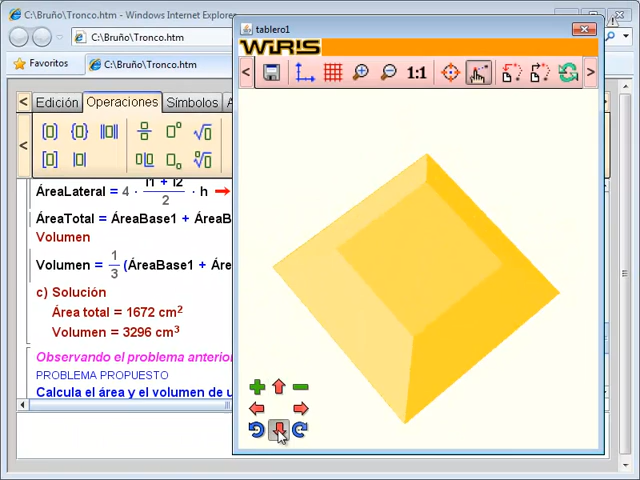 C:\Bruño\Tronco.htm - Windows Internet Explorer
C:\Bruño\Tronco.htm
Favoritos
C:\Bruño\Tronco.htm
Edición Operaciones Símbolos A
ÁreaLateral = 4 · l1 + l2 / 2 · h →
ÁreaTotal = ÁreaBase1 + ÁreaB
Volumen
Volumen = 1/3 (ÁreaBase1 + Áre
c) Solución
Área total = 1672 cm²
Volumen = 3296 cm³
Observando el problema anterior
PROBLEMA PROPUESTO
Calcula el área y el volumen de u
tablero1
WIRIS
1:1